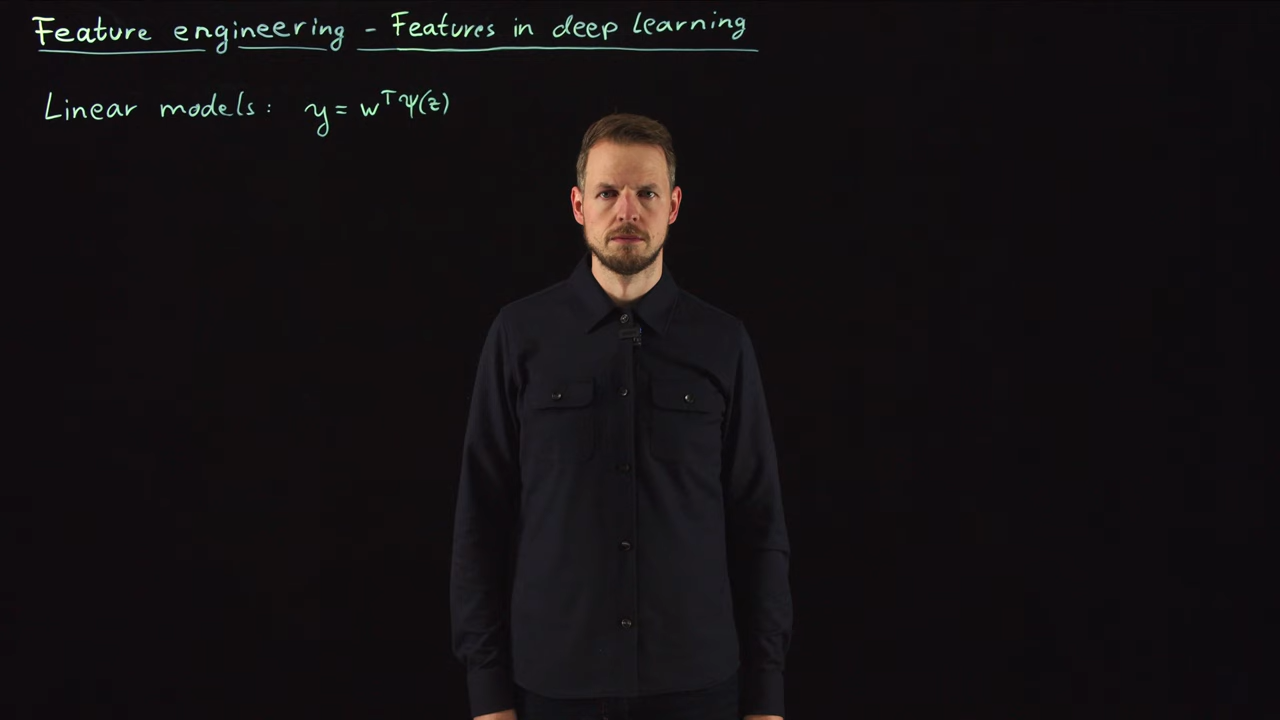 Feature engineering - Features in deep learning
Linear models: y = wᵀψ(z)